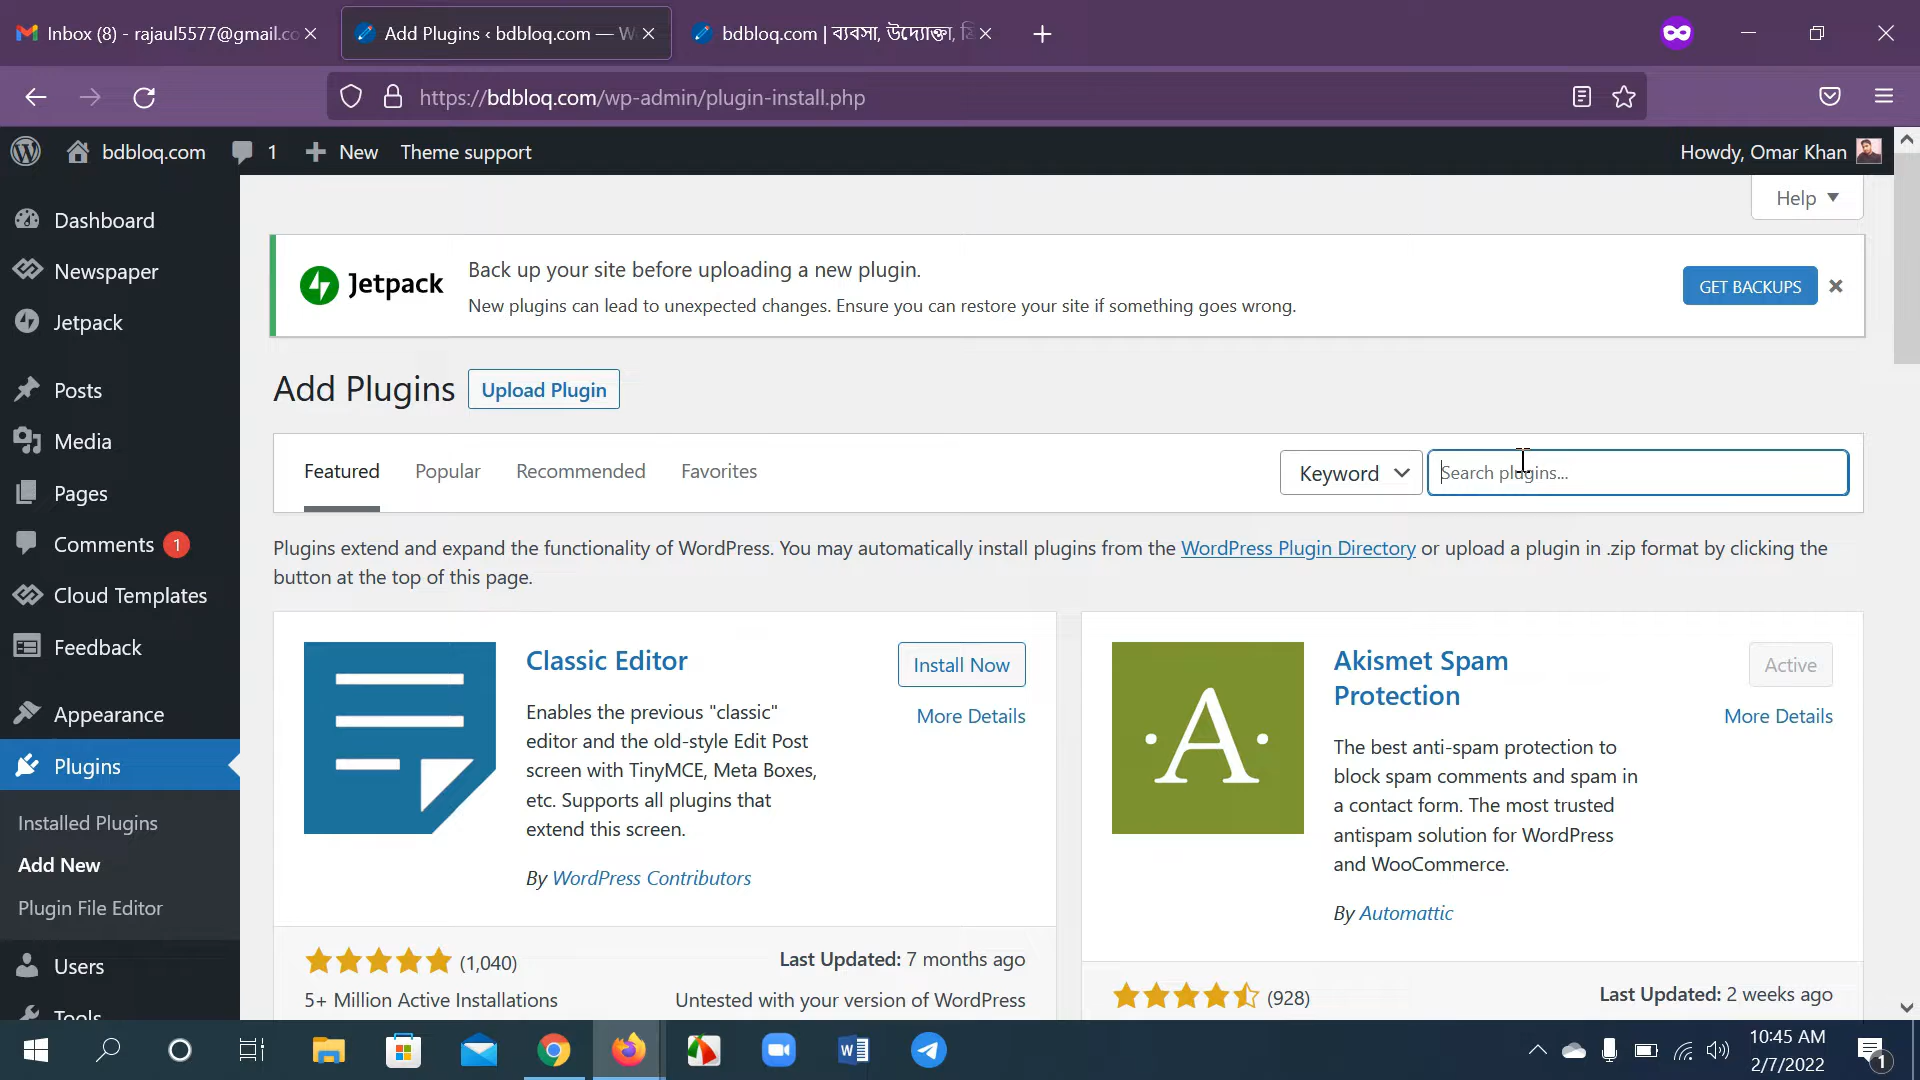 Inbox (8) - rajaul5577@gmail.co
Add Plugins ‹ bdbloq.com — W
bdbloq.com | ব্যবসা, উদ্যোক্তা,
https://bdbloq.com/wp-admin/plugin-install.php
bdbloq.com
1
New
Theme support
Howdy, Omar Khan
Help
Dashboard
Newspaper
Jetpack
Posts
Media
Pages
Comments 1
Cloud Templates
Feedback
Appearance
Plugins
Installed Plugins
Add New
Plugin File Editor
Users
Tools
Jetpack
Back up your site before uploading a new plugin.
New plugins can lead to unexpected changes. Ensure you can restore your site if something goes wrong.
GET BACKUPS
Add Plugins
Upload Plugin
Featured
Popular
Recommended
Favorites
Keyword
Search plugins...
Plugins extend and expand the functionality of WordPress. You may automatically install plugins from the WordPress Plugin Directory or upload a plugin in .zip format by clicking the
button at the top of this page.
Classic Editor
Install Now
More Details
Enables the previous "classic"
editor and the old-style Edit Post
screen with TinyMCE, Meta Boxes,
etc. Supports all plugins that
extend this screen.
By WordPress Contributors
(1,040)
Last Updated: 7 months ago
5+ Million Active Installations
Untested with your version of WordPress
A
Akismet Spam
Protection
Active
More Details
The best anti-spam protection to
block spam comments and spam in
a contact form. The most trusted
antispam solution for WordPress
and WooCommerce.
By Automattic
(928)
Last Updated: 2 weeks ago
10:45 AM
2/7/2022
1